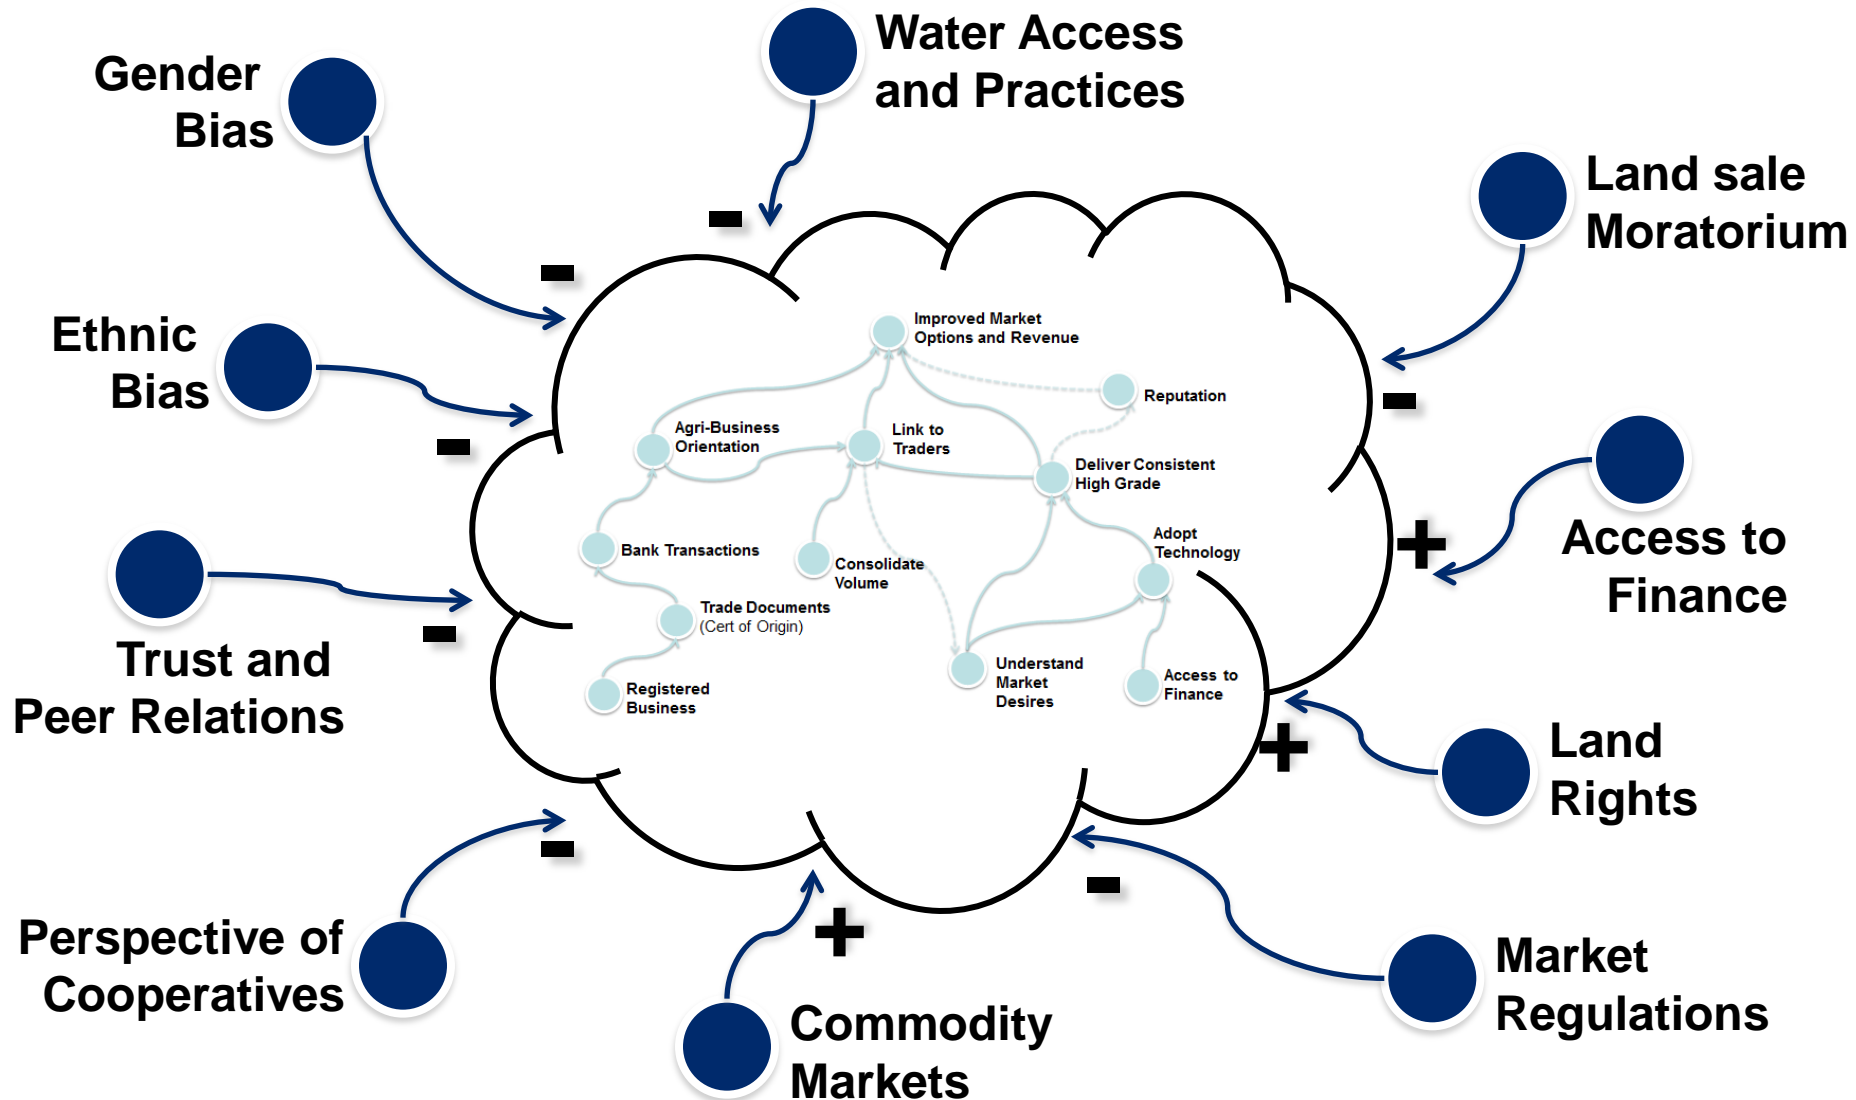 Water Access
and Practices
Gender
Bias
Land sale
Moratorium
Ethnic
Bias
-
-
-
-
-
-
-
+
+
+
-
Improved Market
Options and Revenue
Reputation
Agri-Business
Orientation
Link to
Traders
Deliver Consistent
High Grade
Bank Transactions
Consolidate
Volume
Adopt
Technology
Trade Documents
(Cert of Origin)
Registered
Business
Understand
Market
Desires
Access to
Finance
Access to
Finance
Trust and
Peer Relations
Land
Rights
Perspective of
Cooperatives
Commodity
Markets
Market
Regulations